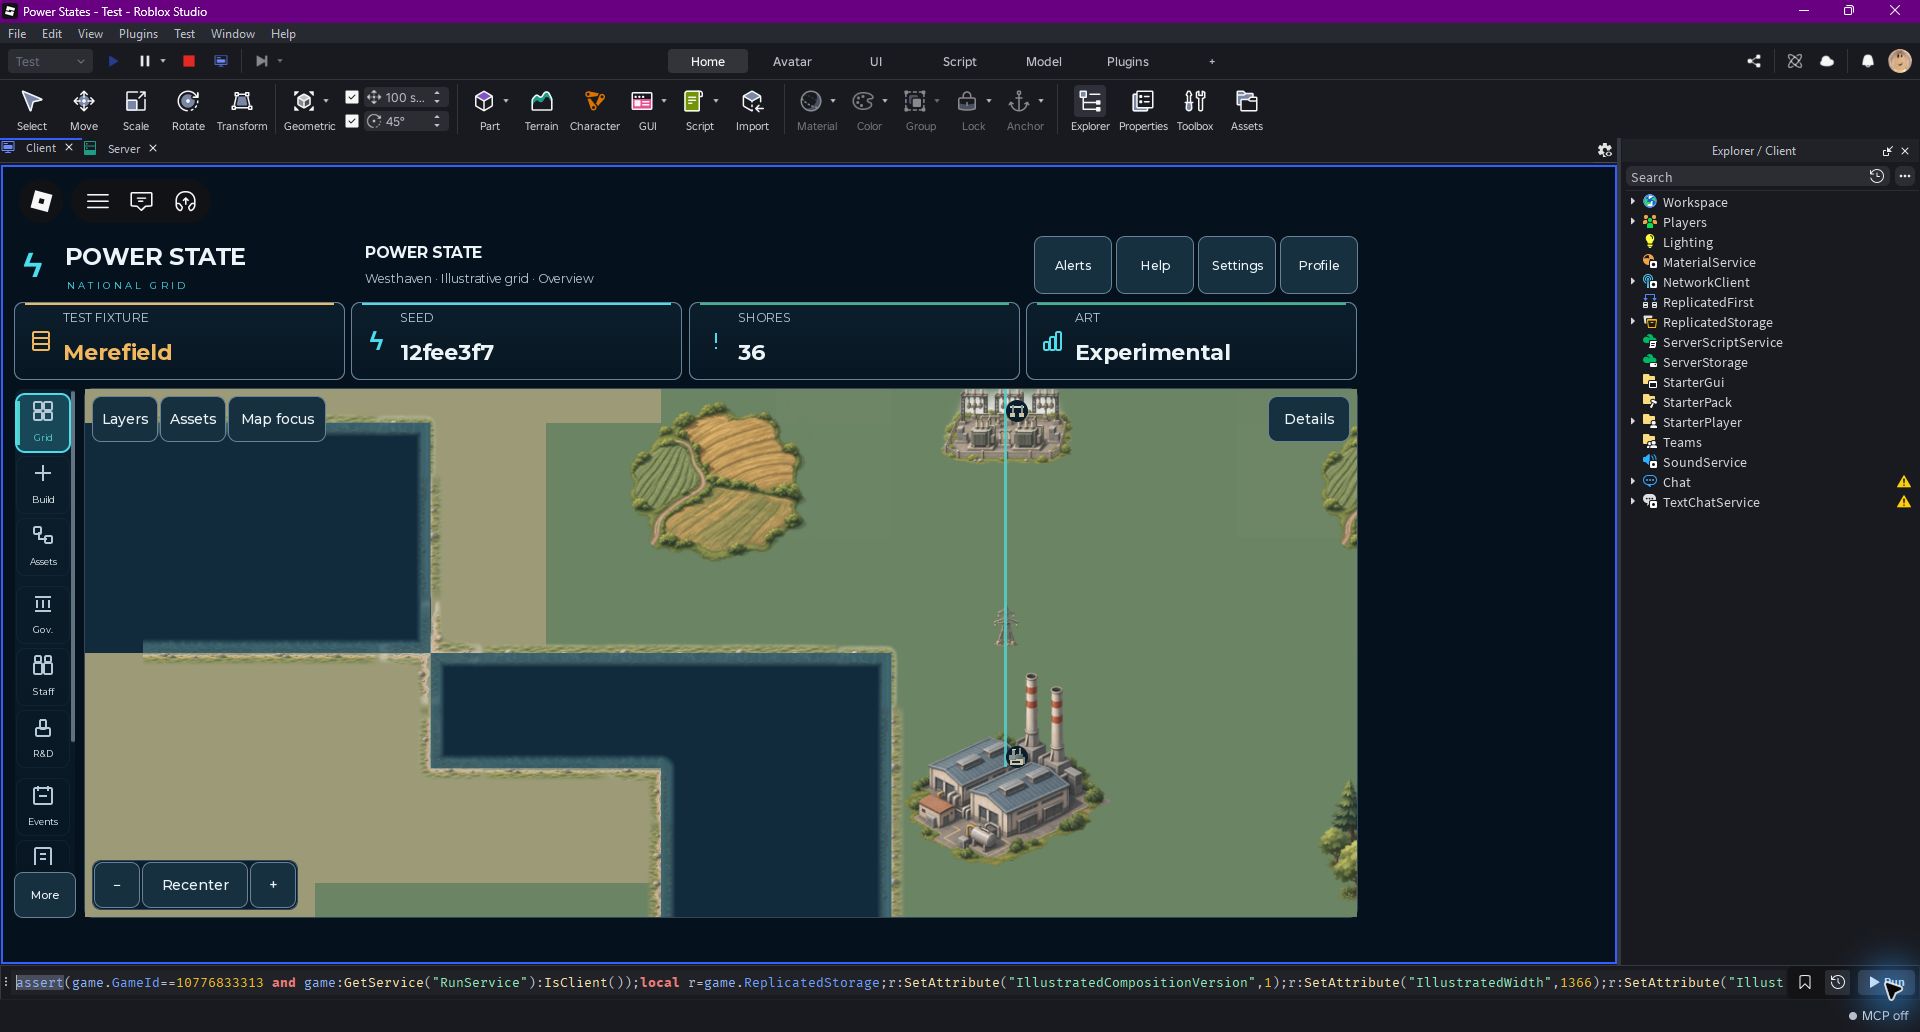 Power States - Test - Roblox Studio
File Edit View Plugins Test Window Help
Test
Home Avatar UI Script Model Plugins +
100 s...
45°
Select Move Scale Rotate Transform Geometric Part Terrain Character GUI Script Import Material Color Group Lock Anchor Explorer Properties Toolbox Assets
Client Server
Explorer / Client
Search
Workspace
Players
Lighting
MaterialService
NetworkClient
ReplicatedFirst
ReplicatedStorage
ServerScriptService
ServerStorage
StarterGui
StarterPack
StarterPlayer
Teams
SoundService
Chat
TextChatService
POWER STATE
NATIONAL GRID
POWER STATE
Westhaven · Illustrative grid · Overview
Alerts Help Settings Profile
TEST FIXTURE
Merefield
SEED
12fee3f7
SHORES
36
ART
Experimental
Grid
Build
Assets
Gov.
Staff
R&D
Events
More
Layers Assets Map focus
Details
− Recenter +
assert(game.GameId==10776833313 and game:GetService("RunService"):IsClient());local r=game.ReplicatedStorage;r:SetAttribute("IllustratedCompositionVersion",1);r:SetAttribute("IllustratedWidth",1366);r:SetAttribute("Illust
MCP off